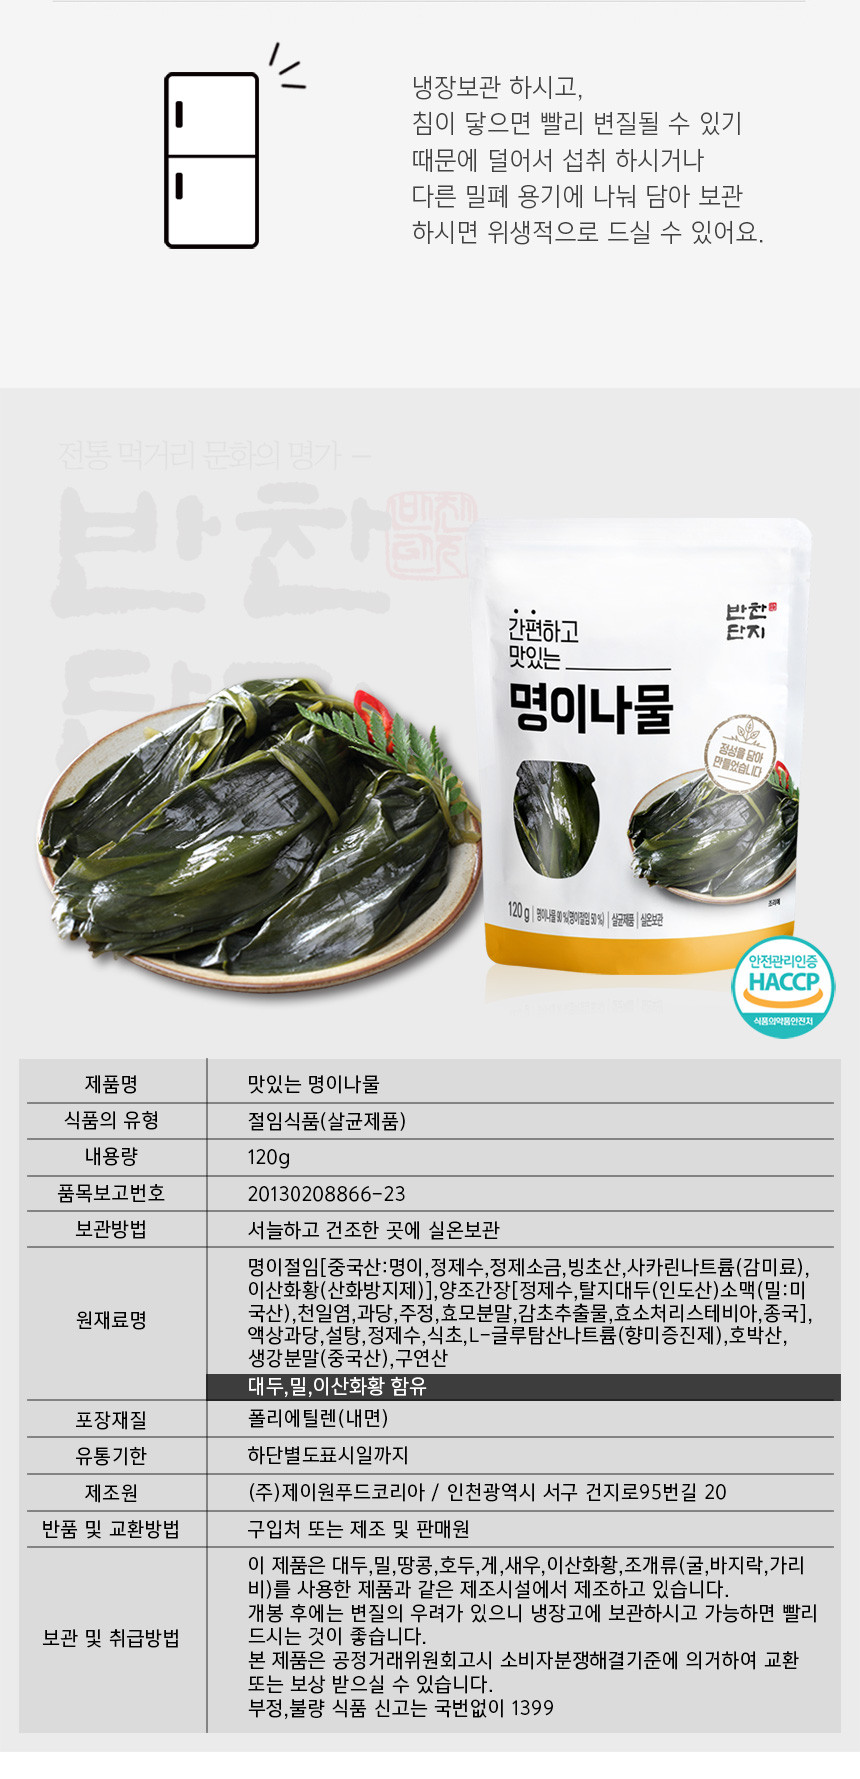 냉장보관 하시고,
침이 닿으면 빨리 변질될 수 있기
때문에 덜어서 섭취 하시거나
다른 밀폐 용기에 나눠 담아 보관
하시면 위생적으로 드실 수 있어요.
전통 먹거리 문화의 명가 –
반찬
반찬단지
단지
간편하고
맛있는
명이나물
반찬
단지
정성을 담아
만들었습니다
조리예
120g | 명이나물 90 %(명이절임 50 %) | 살균제품 | 실온보관
안전관리인증
HACCP
식품의약품안전처
제품명 맛있는 명이나물
식품의 유형 절임식품(살균제품)
내용량 120g
품목보고번호 20130208866-23
보관방법 서늘하고 건조한 곳에 실온보관
원재료명 명이절임[중국산:명이,정제수,정제소금,빙초산,사카린나트륨(감미료),
이산화황(산화방지제)],양조간장[정제수,탈지대두(인도산)소맥(밀:미
국산),천일염,과당,주정,효모분말,감초추출물,효소처리스테비아,종국],
액상과당,설탕,정제수,식초,L-글루탐산나트륨(향미증진제),호박산,
생강분말(중국산),구연산
대두,밀,이산화황 함유
포장재질 폴리에틸렌(내면)
유통기한 하단별도표시일까지
제조원 (주)제이원푸드코리아 / 인천광역시 서구 건지로95번길 20
반품 및 교환방법 구입처 또는 제조 및 판매원
보관 및 취급방법 이 제품은 대두,밀,땅콩,호두,게,새우,이산화황,조개류(굴,바지락,가리
비)를 사용한 제품과 같은 제조시설에서 제조하고 있습니다.
개봉 후에는 변질의 우려가 있으니 냉장고에 보관하시고 가능하면 빨리
드시는 것이 좋습니다.
본 제품은 공정거래위원회고시 소비자분쟁해결기준에 의거하여 교환
또는 보상 받으실 수 있습니다.
부정,불량 식품 신고는 국번없이 1399